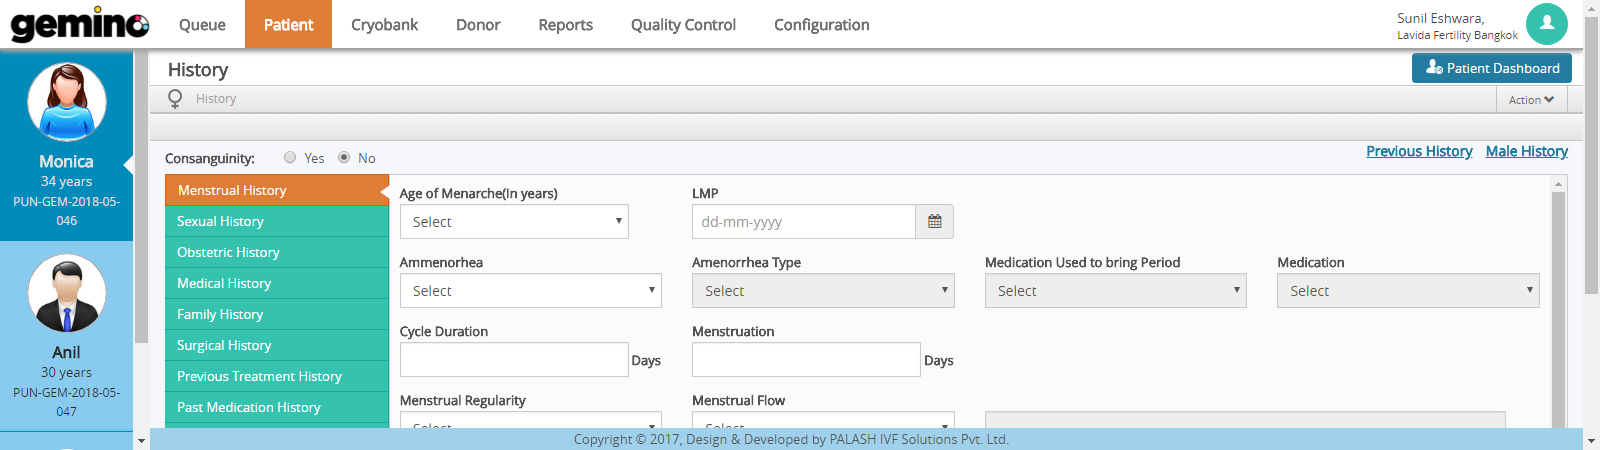 gemino
Queue Patient Cryobank Donor Reports Quality Control Configuration
Sunil Eshwara,
Lavida Fertility Bangkok
Monica
34 years
PUN-GEM-2018-05-
046
Anil
30 years
PUN-GEM-2018-05-
047
History
Patient Dashboard
History
Action
Consanguinity: Yes No
Previous History Male History
Menstrual History
Sexual History
Obstetric History
Medical History
Family History
Surgical History
Previous Treatment History
Past Medication History
Age of Menarche(In years) LMP
Select dd-mm-yyyy
Ammenorhea Amenorrhea Type Medication Used to bring Period Medication
Select Select Select Select
Cycle Duration Menstruation
Days Days
Menstrual Regularity Menstrual Flow
Select Select
Copyright © 2017, Design & Developed by PALASH IVF Solutions Pvt. Ltd.